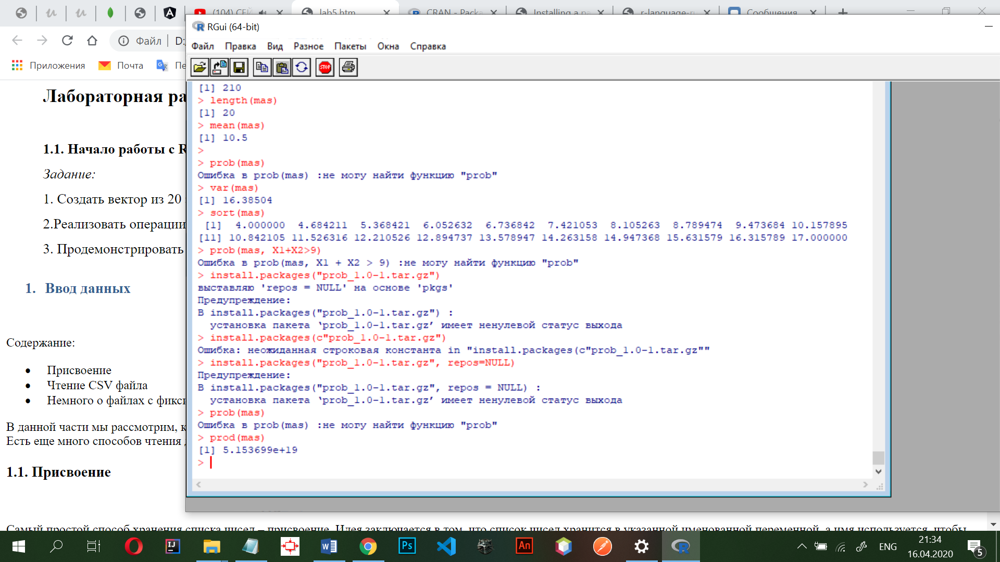 (104) СЕЙ
lab5.htm
CRAN - Packa
Installing a pa
r-language-ru
Сообщения
Файл
D:
Приложения
Почта
Пе
RGui (64-bit)
Файл Правка Вид Разное Пакеты Окна Справка
STOP
Лабораторная ра
1.1. Начало работы с R
Задание:
1. Создать вектор из 20
2.Реализовать операции
3. Продемонстрировать
1. Ввод данных
Содержание:
• Присвоение
• Чтение CSV файла
• Немного о файлах с фикси
В данной части мы рассмотрим, к
Есть еще много способов чтения
1.1. Присвоение
Самый простой способ хранения списка чисел – присвоение. Идея заключается в том, что список чисел хранится в указанной именованной переменной, а имя используется, чтобы
[1] 210
> length(mas)
[1] 20
> mean(mas)
[1] 10.5
>
> prob(mas)
Ошибка в prob(mas) :не могу найти функцию "prob"
> var(mas)
[1] 16.38504
> sort(mas)
[1] 4.000000 4.684211 5.368421 6.052632 6.736842 7.421053 8.105263 8.789474 9.473684 10.157895
[11] 10.842105 11.526316 12.210526 12.894737 13.578947 14.263158 14.947368 15.631579 16.315789 17.000000
> prob(mas, X1+X2>9)
Ошибка в prob(mas, X1 + X2 > 9) :не могу найти функцию "prob"
> install.packages("prob_1.0-1.tar.gz")
выставляю 'repos = NULL' на основе 'pkgs'
Предупреждение:
В install.packages("prob_1.0-1.tar.gz") :
установка пакета ‘prob_1.0-1.tar.gz’ имеет ненулевой статус выхода
> install.packages(c"prob_1.0-1.tar.gz")
Ошибка: неожиданная строковая константа in "install.packages(c"prob_1.0-1.tar.gz""
> install.packages("prob_1.0-1.tar.gz", repos=NULL)
Предупреждение:
В install.packages("prob_1.0-1.tar.gz", repos = NULL) :
установка пакета ‘prob_1.0-1.tar.gz’ имеет ненулевой статус выхода
> prob(mas)
Ошибка в prob(mas) :не могу найти функцию "prob"
> prod(mas)
[1] 5.153699e+19
>
IJ
W
Ps
An
R
ENG
21:34
16.04.2020
5